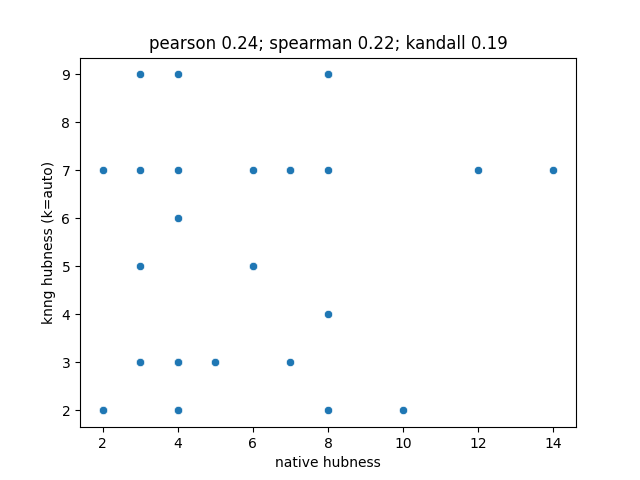 pearson 0.24; spearman 0.22; kandall 0.19
knng hubness (k=auto)
9
8
7
6
5
4
3
2
2 4 6 8 10 12 14
native hubness